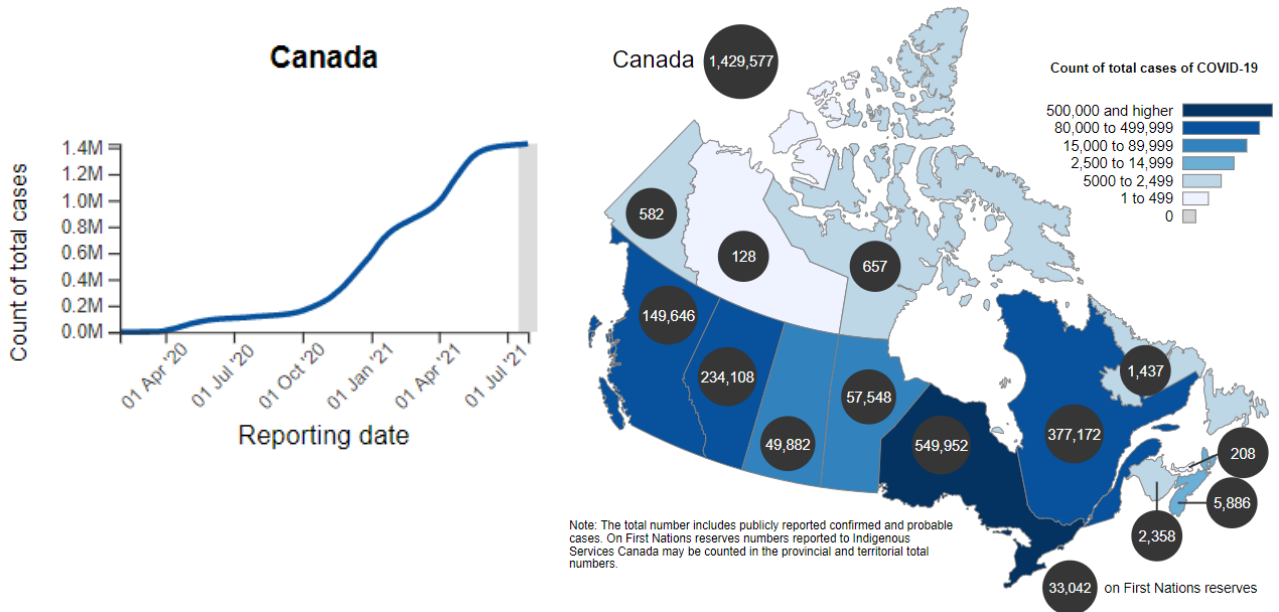 Canada
Count of total cases
1.4M
1.2M
1.0M
0.8M
0.6M
0.4M
0.2M
0.0M
01 Apr '20
01 Jul '20
01 Oct '20
01 Jan '21
01 Apr '21
01 Jul '21
Reporting date
Canada 1,429,577
Count of total cases of COVID-19
500,000 and higher
80,000 to 499,999
15,000 to 89,999
2,500 to 14,999
5000 to 2,499
1 to 499
0
582
128
657
149,646
234,108
49,882
57,548
549,952
377,172
1,437
208
5,886
2,358
Note: The total number includes publicly reported confirmed and probable
cases. On First Nations reserves numbers reported to Indigenous
Services Canada may be counted in the provincial and territorial total
numbers.
33,042 on First Nations reserves